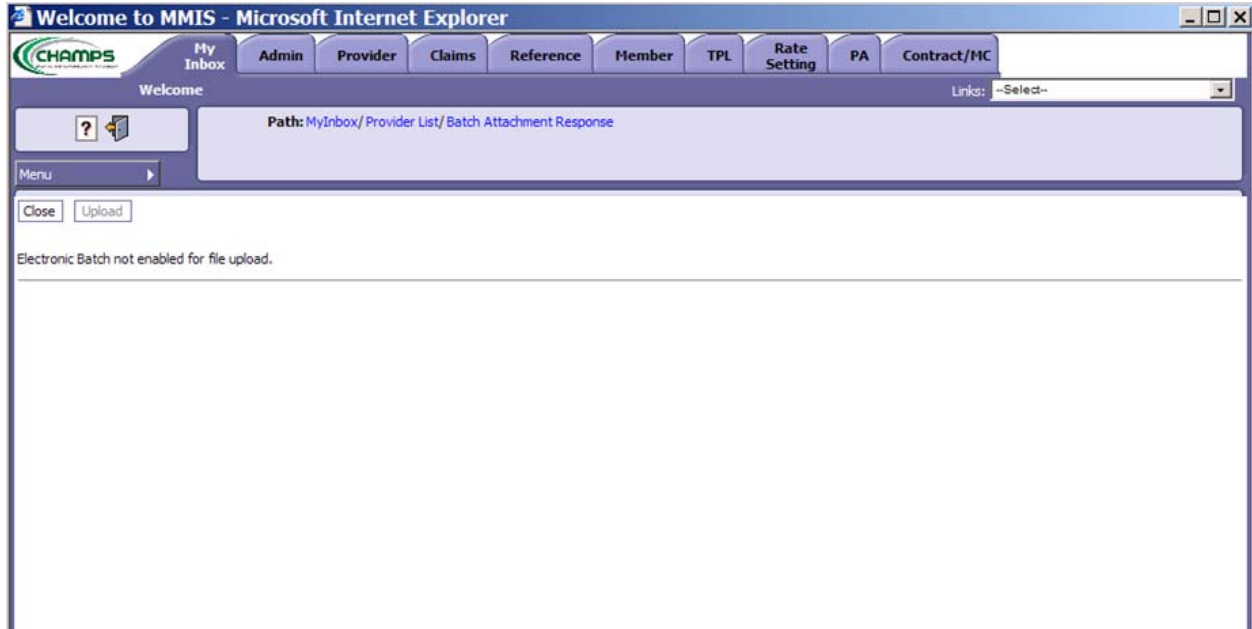 Welcome to MMIS - Microsoft Internet Explorer
CHAMPS My Inbox Admin Provider Claims Reference Member TPL Rate Setting PA Contract/MC
Welcome Links: --Select--
? Path: MyInbox/ Provider List/ Batch Attachment Response
Menu
Close Upload
Electronic Batch not enabled for file upload.